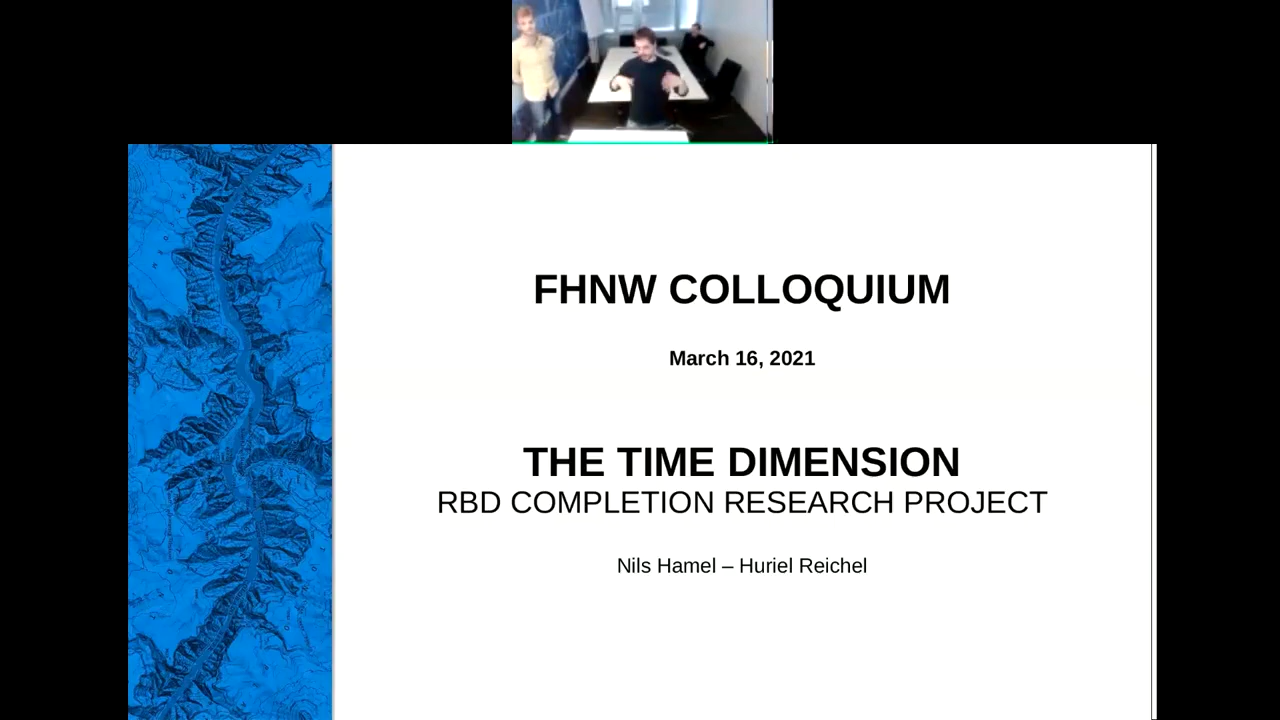 FHNW COLLOQUIUM
March 16, 2021
THE TIME DIMENSION
RBD COMPLETION RESEARCH PROJECT
Nils Hamel – Huriel Reichel